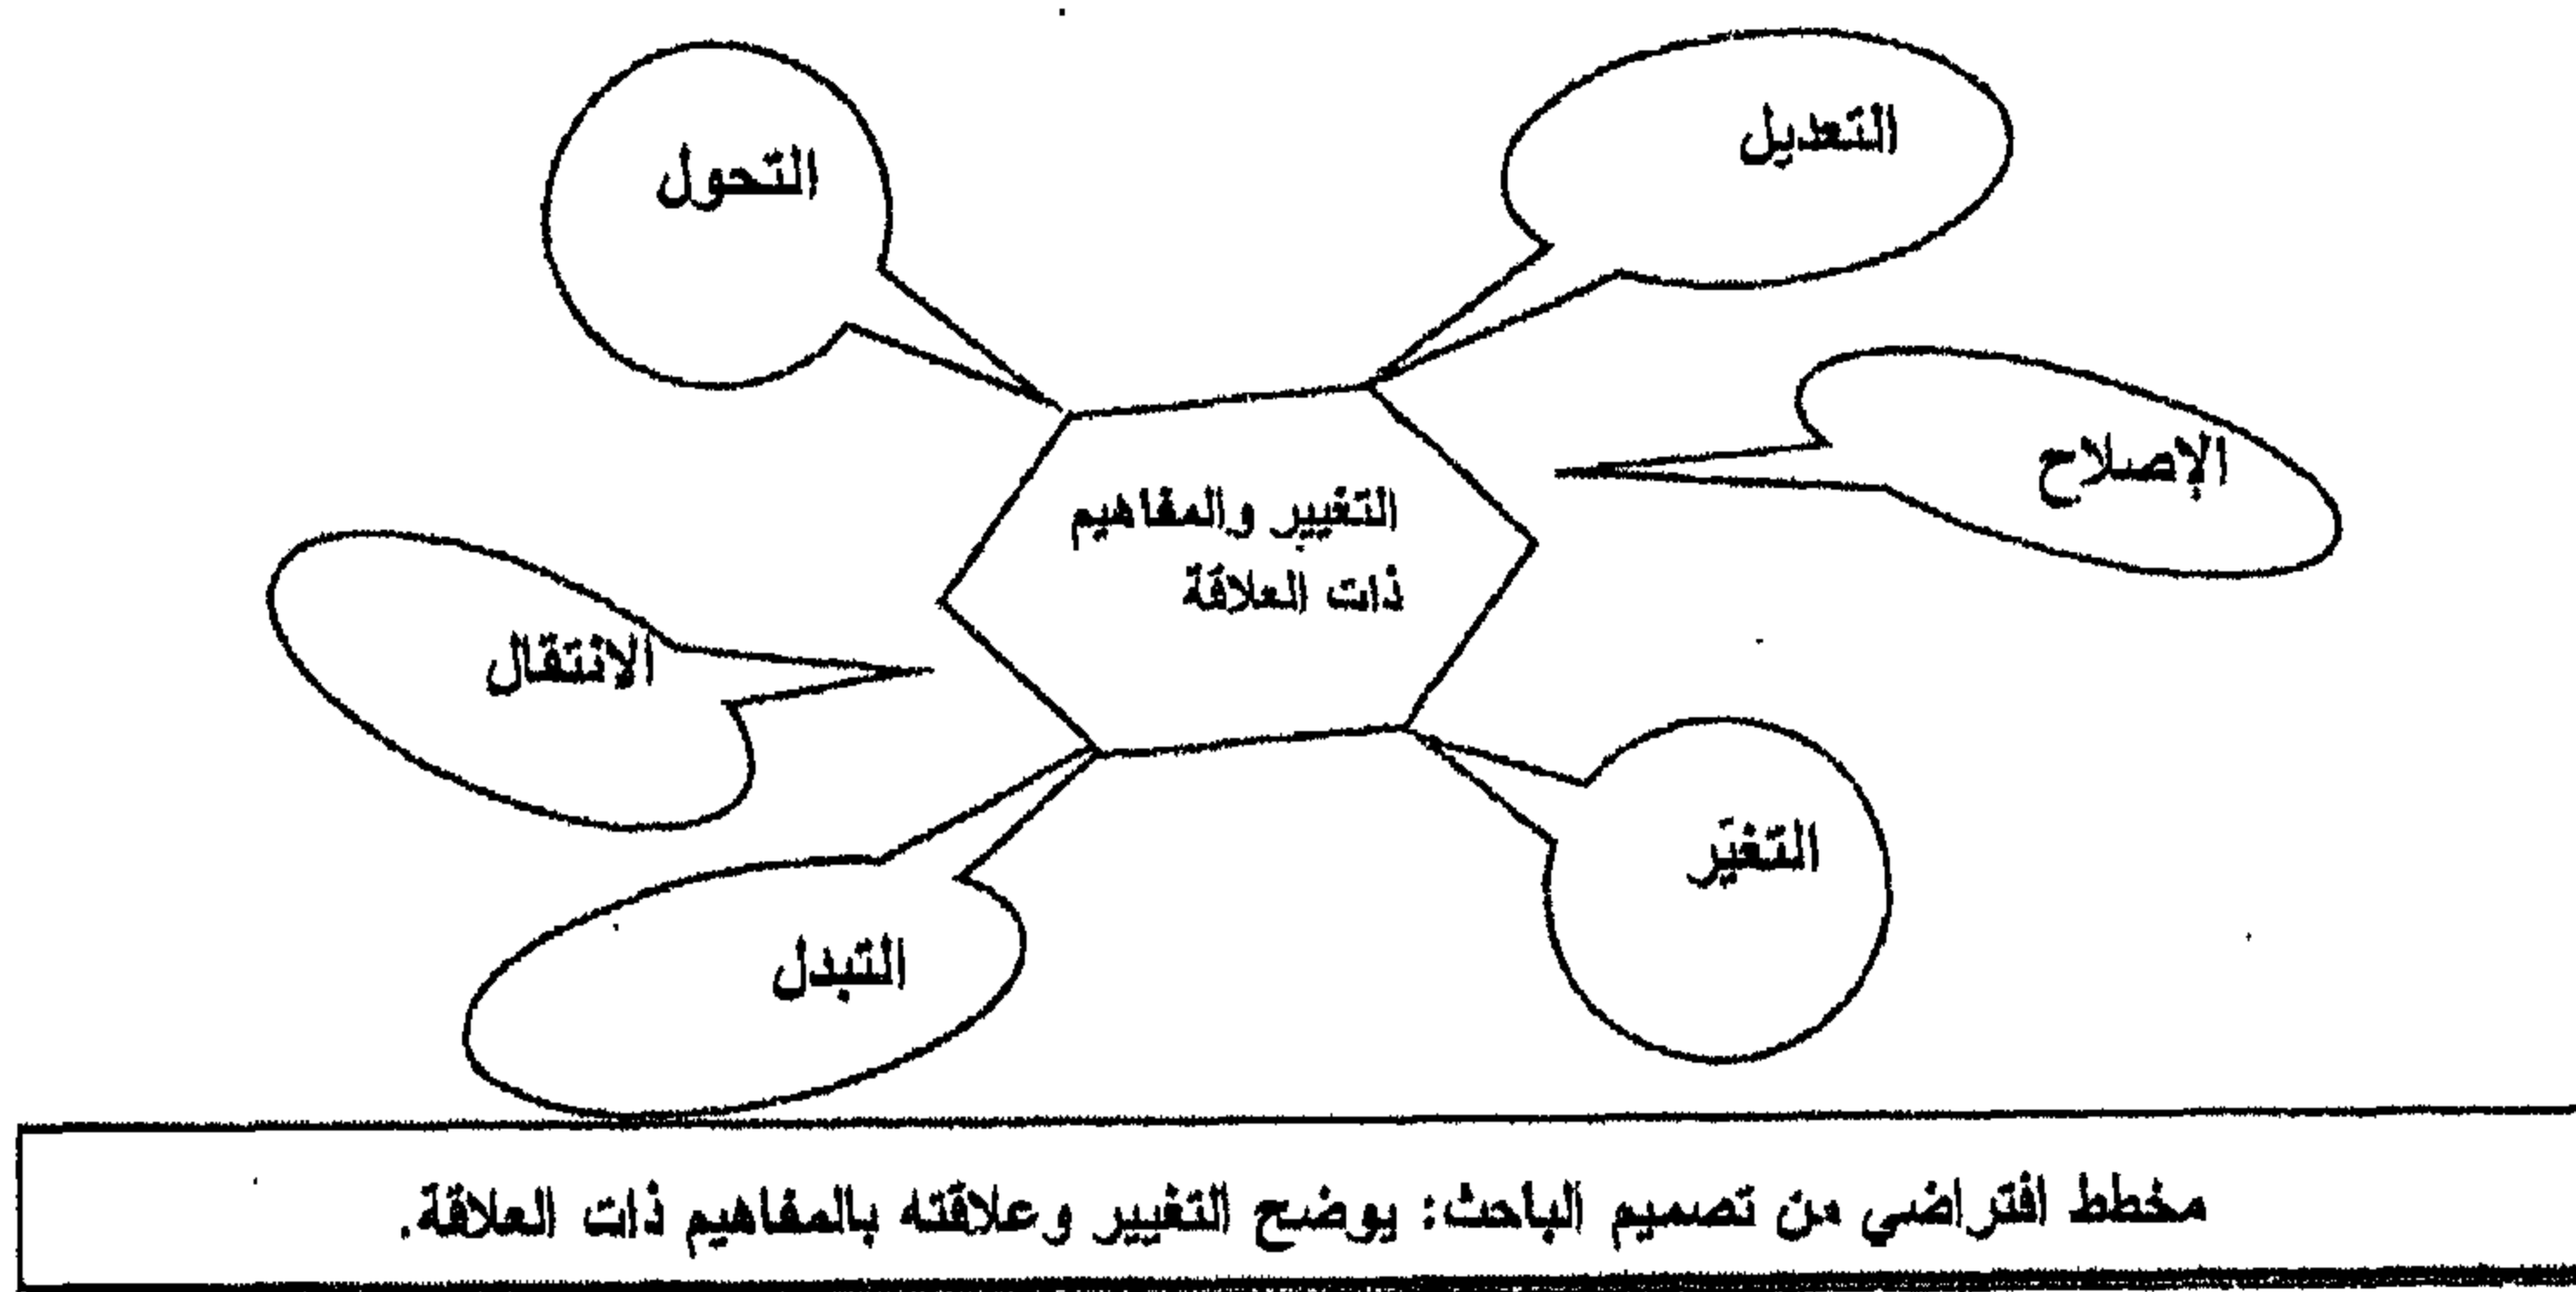 التعديل
التحول
الإصلاح
التغيير والمفاهيم
ذات العلاقة
الانتقال
التغيّر
التبدل
مخطط افتراضي من تصميم الباحث: يوضح التغيير وعلاقته بالمفاهيم ذات العلاقة.